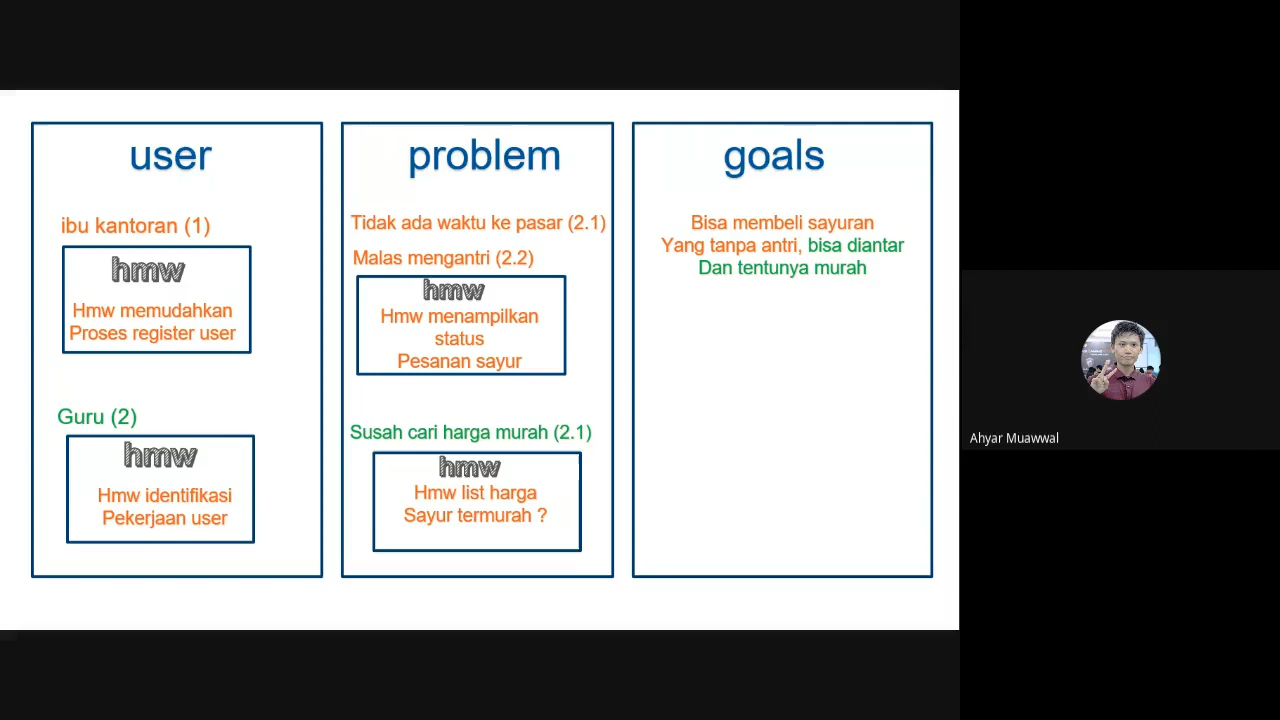 user
ibu kantoran (1)
hmw
Hmw memudahkan
Proses register user
Guru (2)
hmw
Hmw identifikasi
Pekerjaan user
problem
Tidak ada waktu ke pasar (2.1)
Malas mengantri (2.2)
hmw
Hmw menampilkan
status
Pesanan sayur
Susah cari harga murah (2.1)
hmw
Hmw list harga
Sayur termurah ?
goals
Bisa membeli sayuran
Yang tanpa antri, bisa diantar
Dan tentunya murah
Ahyar Muawwal